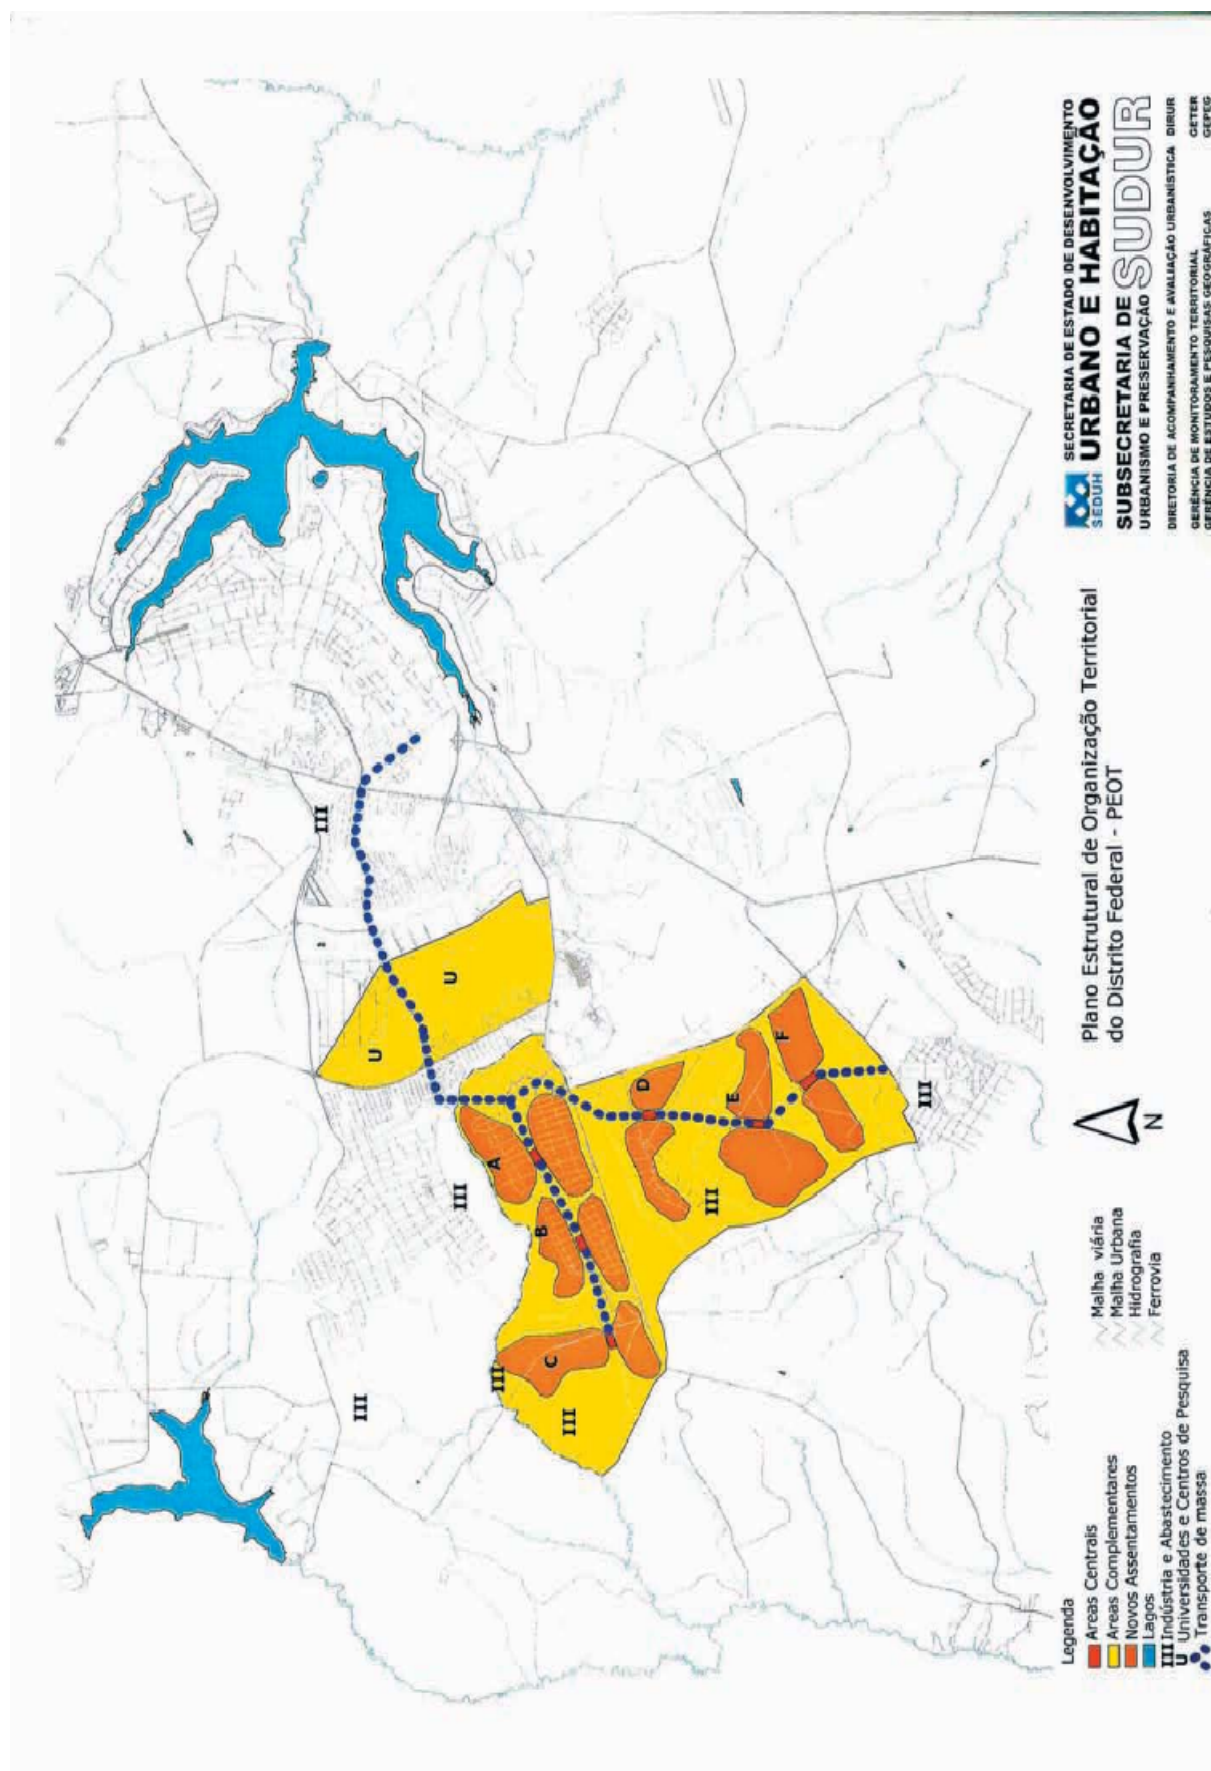 III
U
U
III
A
B
C
III
III
III
III
D
E
F
III
Legenda
Areas Centrais
Areas Complementares
Novos Assentamentos
Lagos
III Indústria e Abastecimento
U Universidades e Centros de Pesquisa
Transporte de massa
Malha viária
Malha Urbana
Hidrografia
Ferrovia
N
Plano Estrutural de Organização Territorial
do Distrito Federal - PEOT
SEDUH
SECRETARIA DE ESTADO DE DESENVOLVIMENTO
URBANO E HABITAÇÃO
SUBSECRETARIA DE SUDUR
URBANISMO E PRESERVAÇÃO
DIRETORIA DE ACOMPANHAMENTO E AVALIAÇÃO URBANÍSTICA DIRUR
GERÊNCIA DE MONITORAMENTO TERRITORIAL GETER
GERÊNCIA DE ESTUDOS E PESQUISAS GEOGRÁFICAS GEPEG